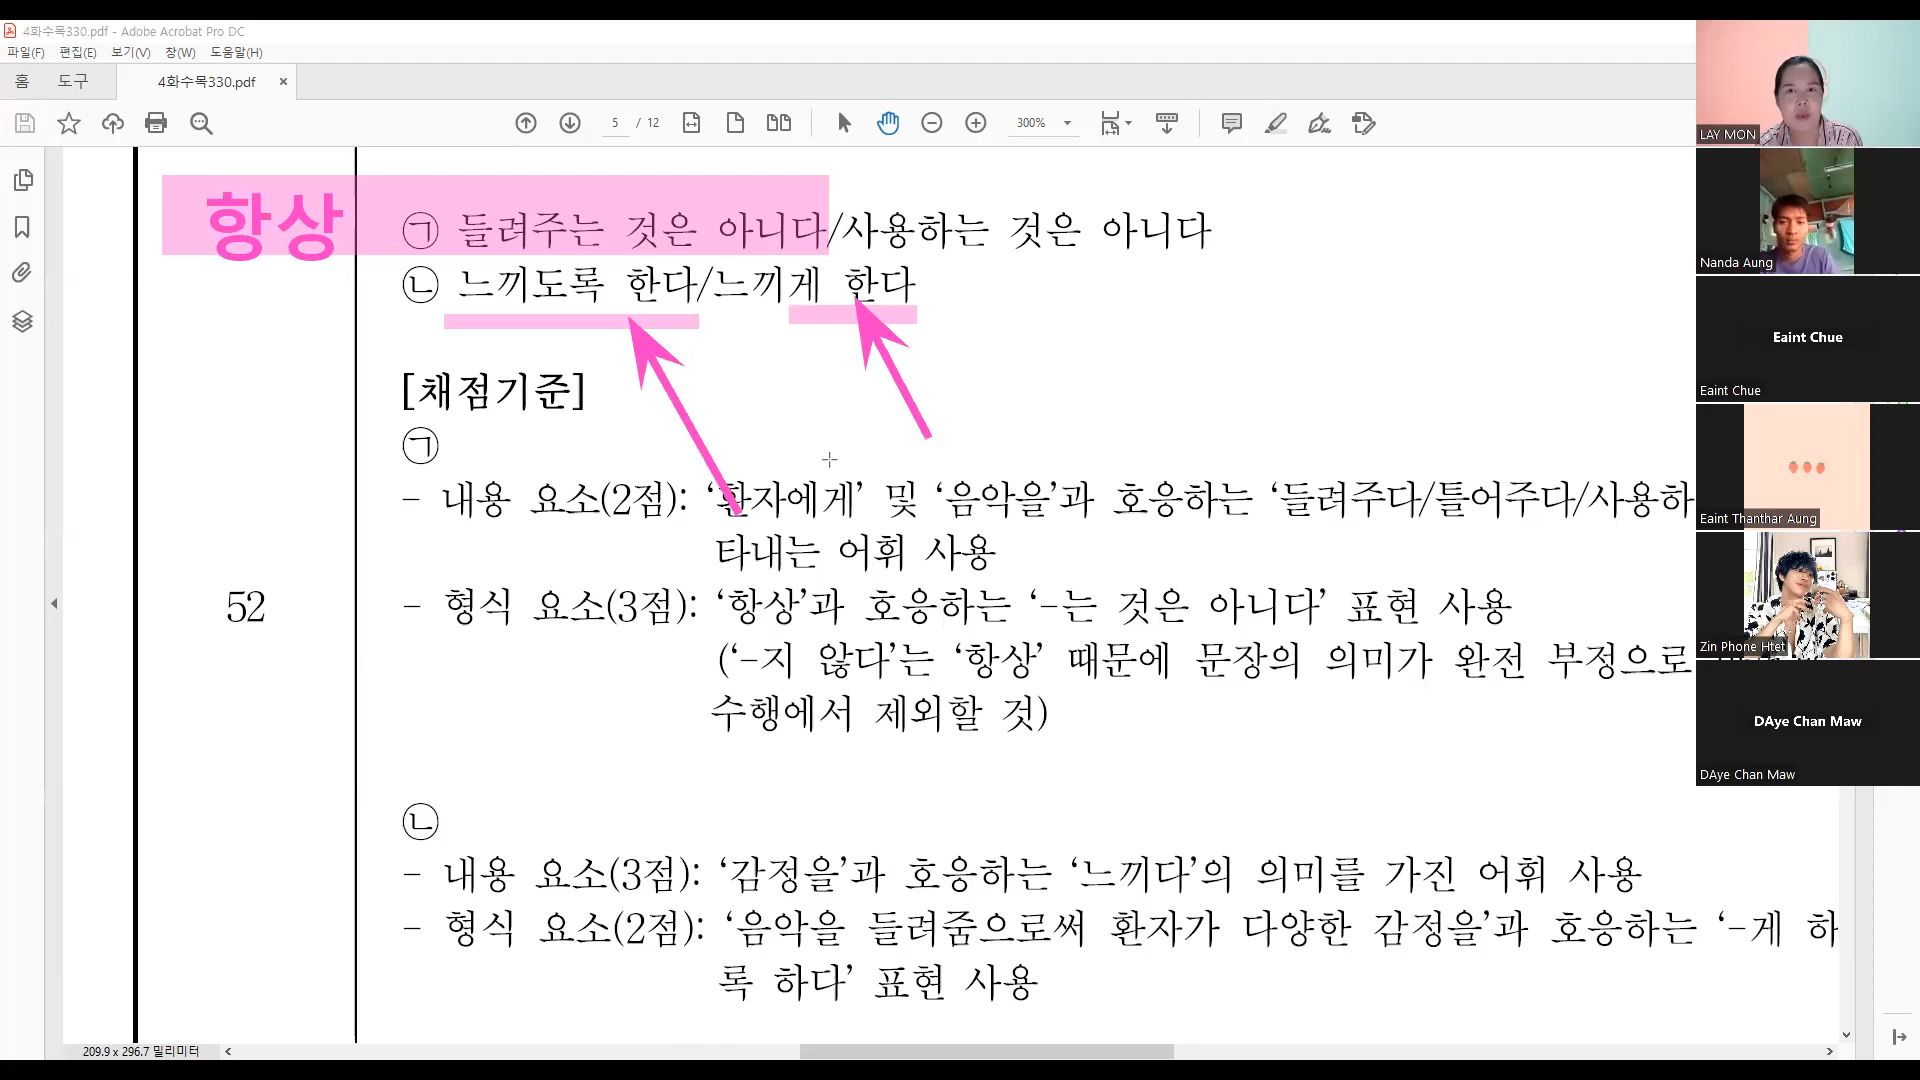 4화수목330.pdf - Adobe Acrobat Pro DC
파일(F) 편집(E) 보기(V) 창(W) 도움말(H)
홈 도구 4화수목330.pdf ×
5 / 12 300%
항상
㉠ 들려주는 것은 아니다/사용하는 것은 아니다
㉡ 느끼도록 한다/느끼게 한다
[채점기준]
㉠
- 내용 요소(2점): ‘환자에게’ 및 ‘음악을’과 호응하는 ‘들려주다/틀어주다/사용하
타내는 어휘 사용
52
- 형식 요소(3점): ‘항상’과 호응하는 ‘-는 것은 아니다’ 표현 사용
(‘-지 않다’는 ‘항상’ 때문에 문장의 의미가 완전 부정으로
수행에서 제외할 것)
㉡
- 내용 요소(3점): ‘감정을’과 호응하는 ‘느끼다’의 의미를 가진 어휘 사용
- 형식 요소(2점): ‘음악을 들려줌으로써 환자가 다양한 감정을’과 호응하는 ‘-게 하
록 하다’ 표현 사용
209.9 x 296.7 밀리미터
LAY MON
Nanda Aung
Eaint Chue
Eaint Chue
Eaint Thanthar Aung
Zin Phone Htet
DAye Chan Maw
DAye Chan Maw